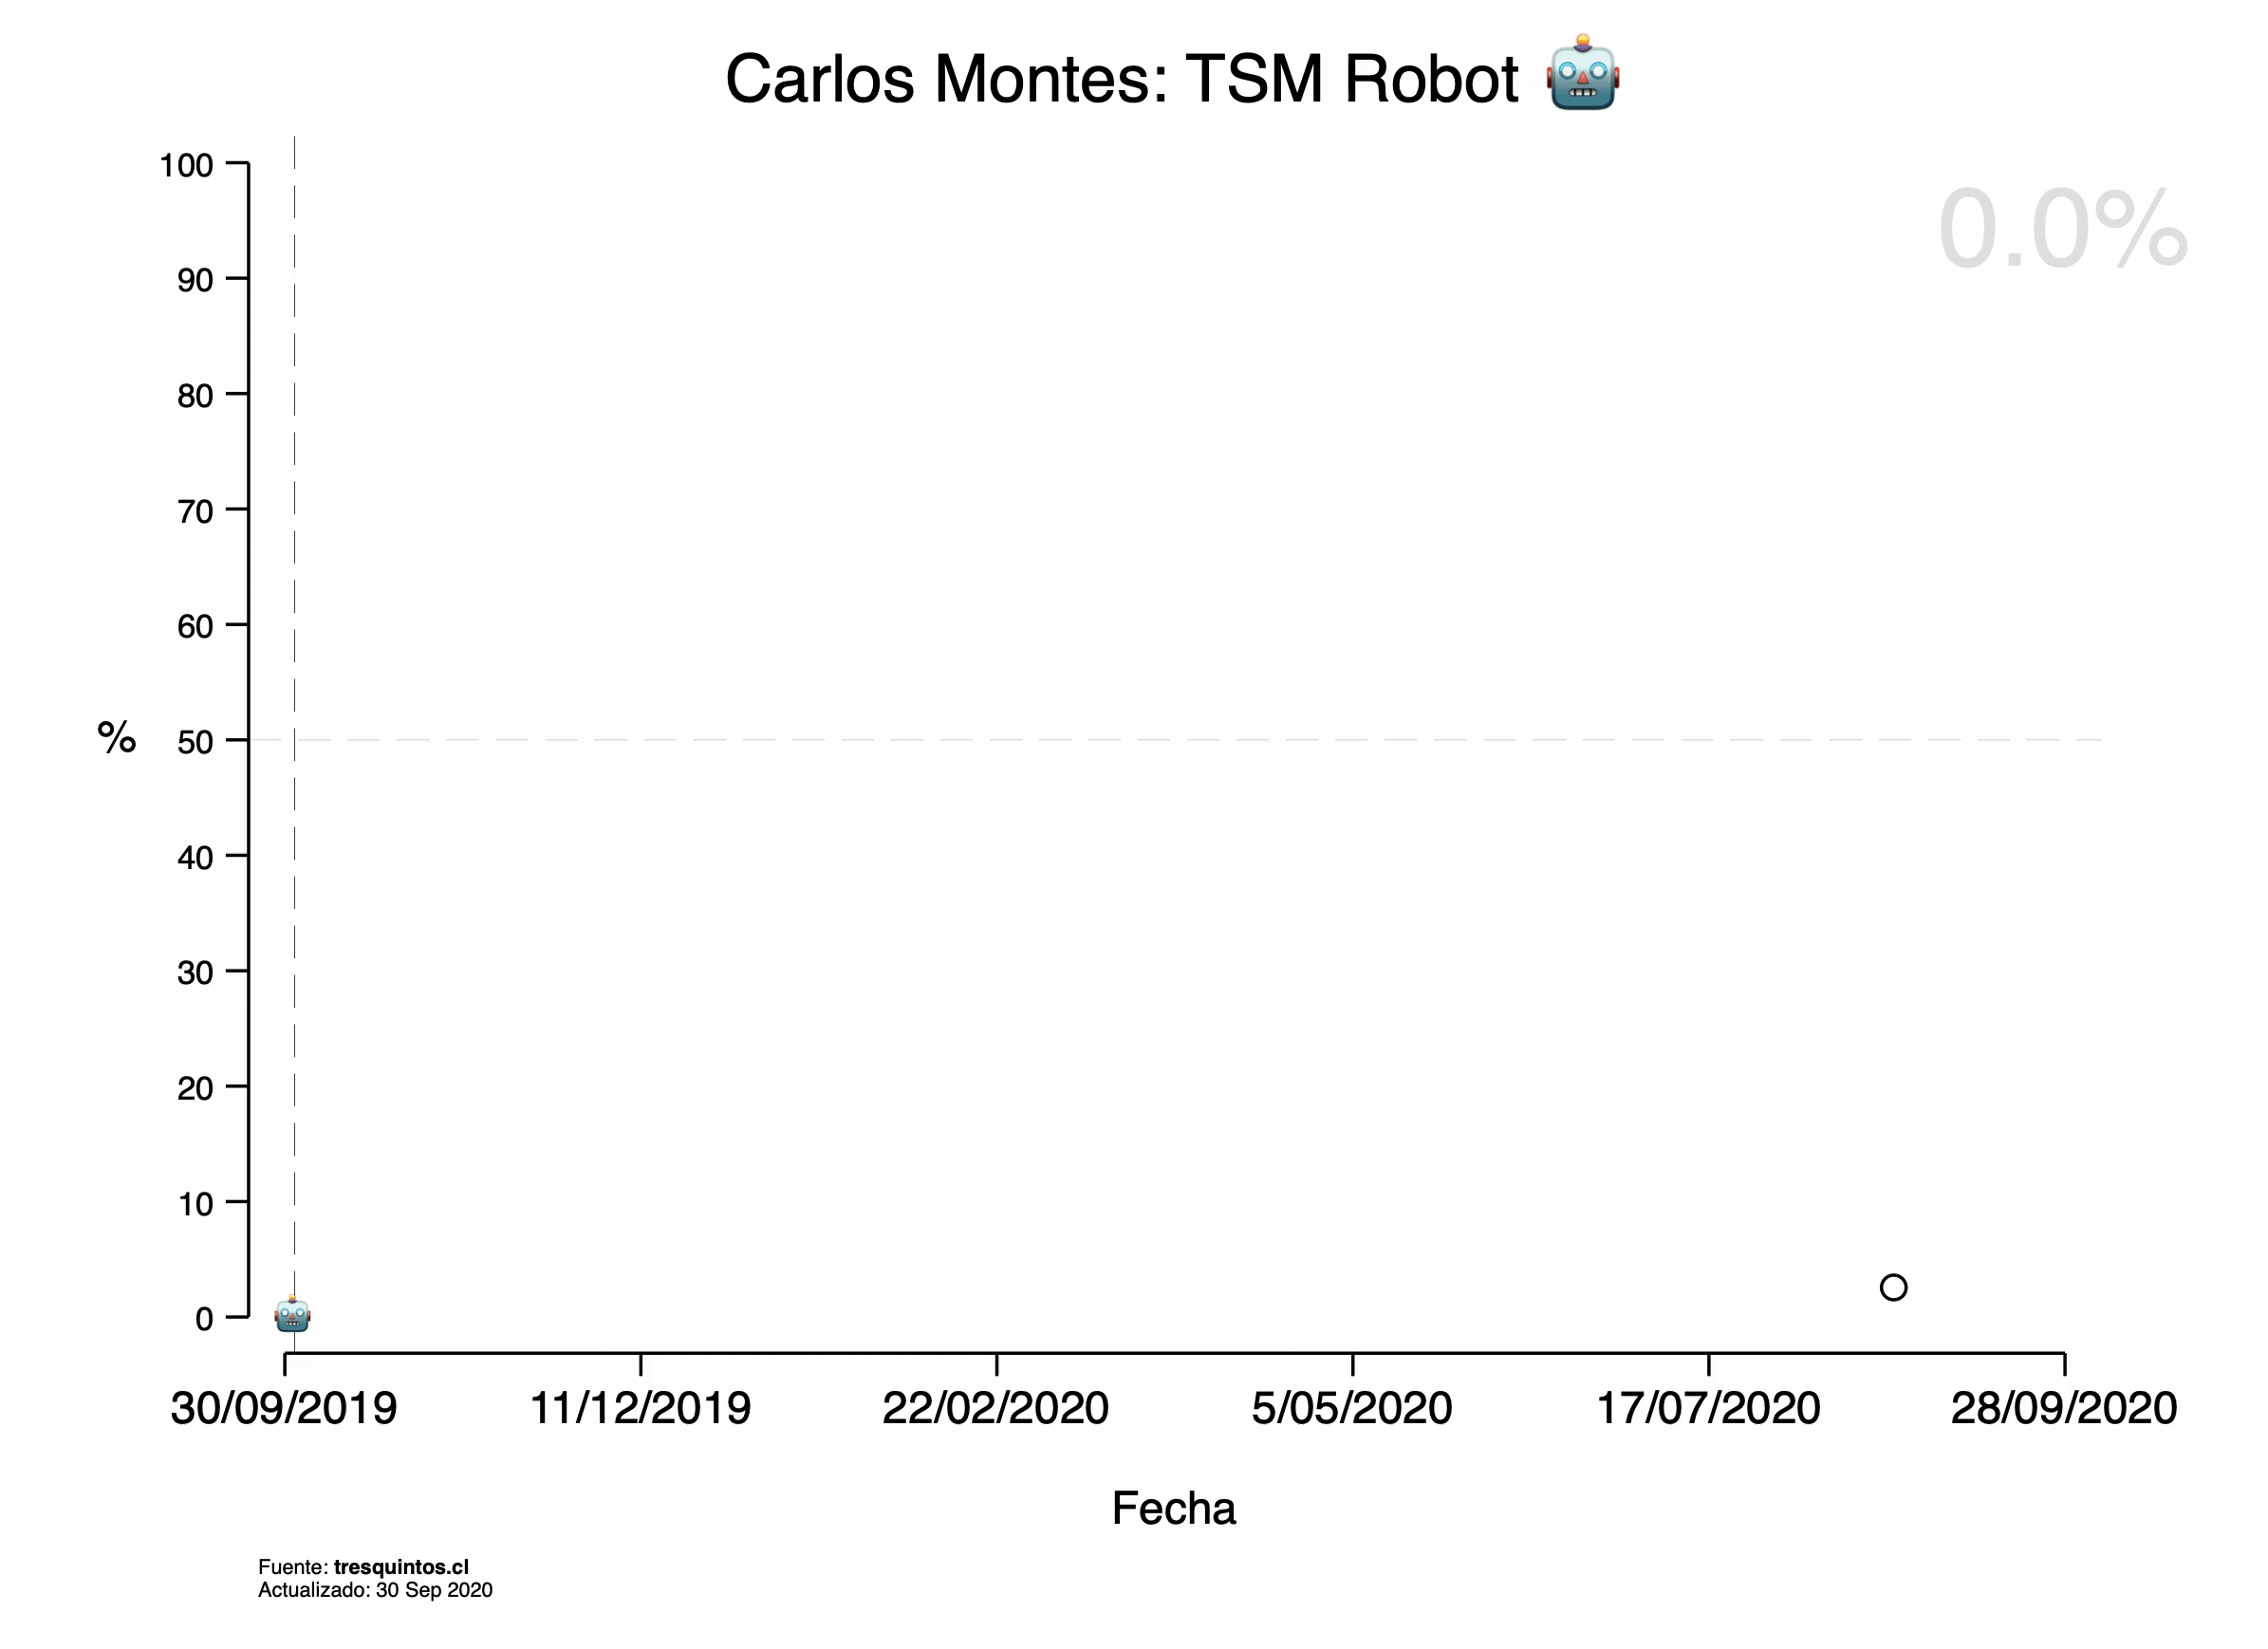 Carlos Montes: TSM Robot 🤖
0.0%
100
90
80
70
60
50
40
30
20
10
0
%
30/09/2019 11/12/2019 22/02/2020 5/05/2020 17/07/2020 28/09/2020
Fecha
Fuente: tresquintos.cl
Actualizado: 30 Sep 2020